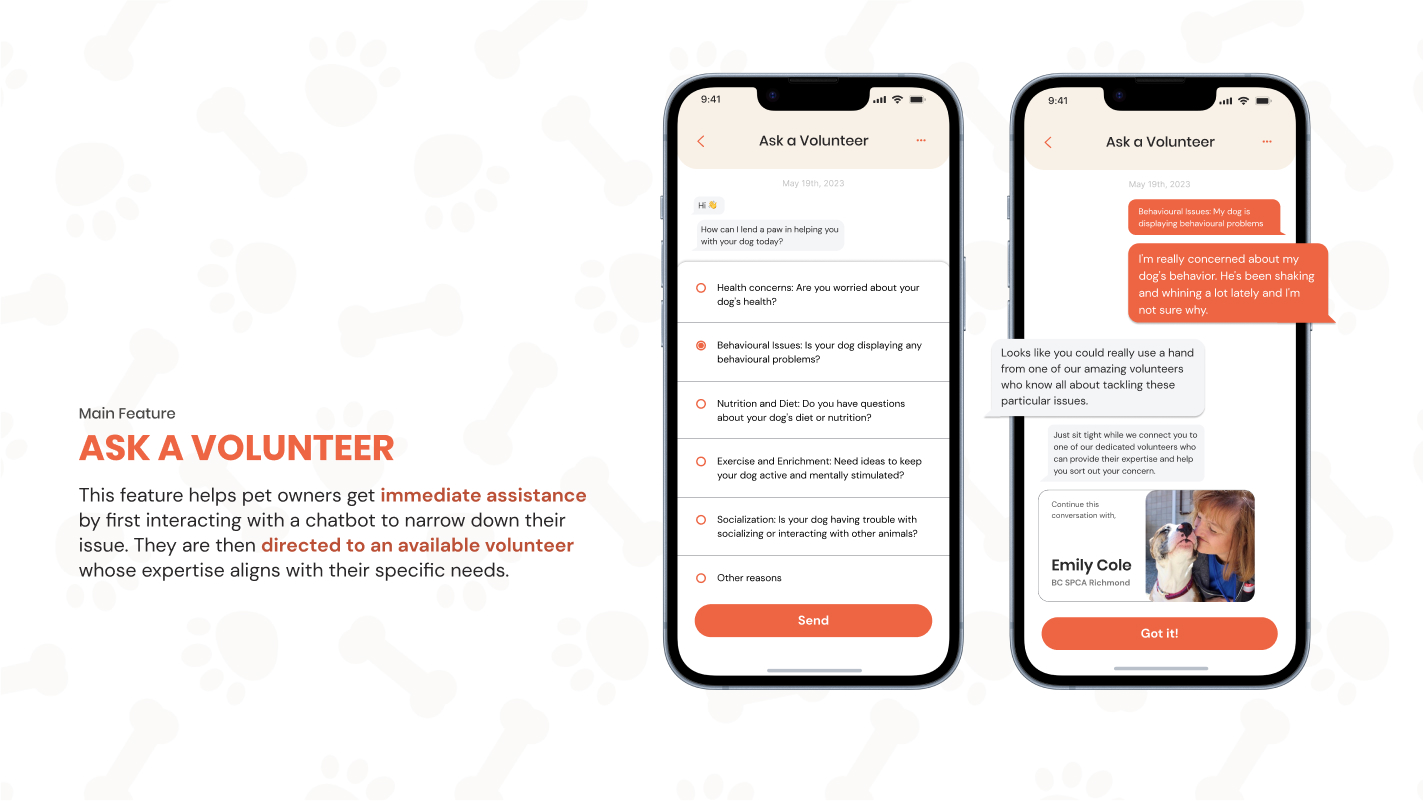 Main Feature
ASK A VOLUNTEER
This feature helps pet owners get immediate assistance
by first interacting with a chatbot to narrow down their
issue. They are then directed to an available volunteer
whose expertise aligns with their specific needs.
9:41
Ask a Volunteer
May 19th, 2023
Hi 👋
How can I lend a paw in helping you
with your dog today?
Health concerns: Are you worried about your
dog's health?
Behavioural Issues: Is your dog displaying any
behavioural problems?
Nutrition and Diet: Do you have questions
about your dog's diet or nutrition?
Exercise and Enrichment: Need ideas to keep
your dog active and mentally stimulated?
Socialization: Is your dog having trouble with
socializing or interacting with other animals?
Other reasons
Send
9:41
Ask a Volunteer
May 19th, 2023
Behavioural Issues: My dog is
displaying behavioural problems
I'm really concerned about my
dog's behavior. He's been shaking
and whining a lot lately and I'm
not sure why.
Looks like you could really use a hand
from one of our amazing volunteers
who know all about tackling these
particular issues.
Just sit tight while we connect you to
one of our dedicated volunteers who
can provide their expertise and help
you sort out your concern.
Continue this
conversation with,
Emily Cole
BC SPCA Richmond
Got it!